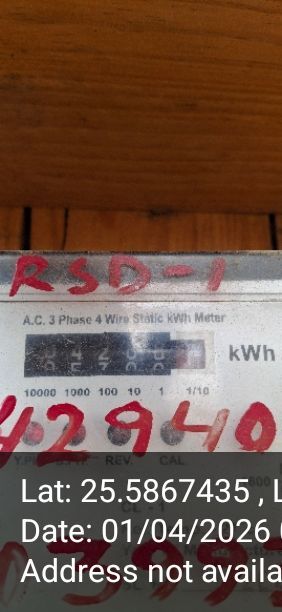 RSD-1
A.C. 3 Phase 4 Wire Static kWh Meter
kWh
10000 1000 100 10 1 1/10
42940
REV. CAL
Lat: 25.5867435 , L
Date: 01/04/2026
Address not availa